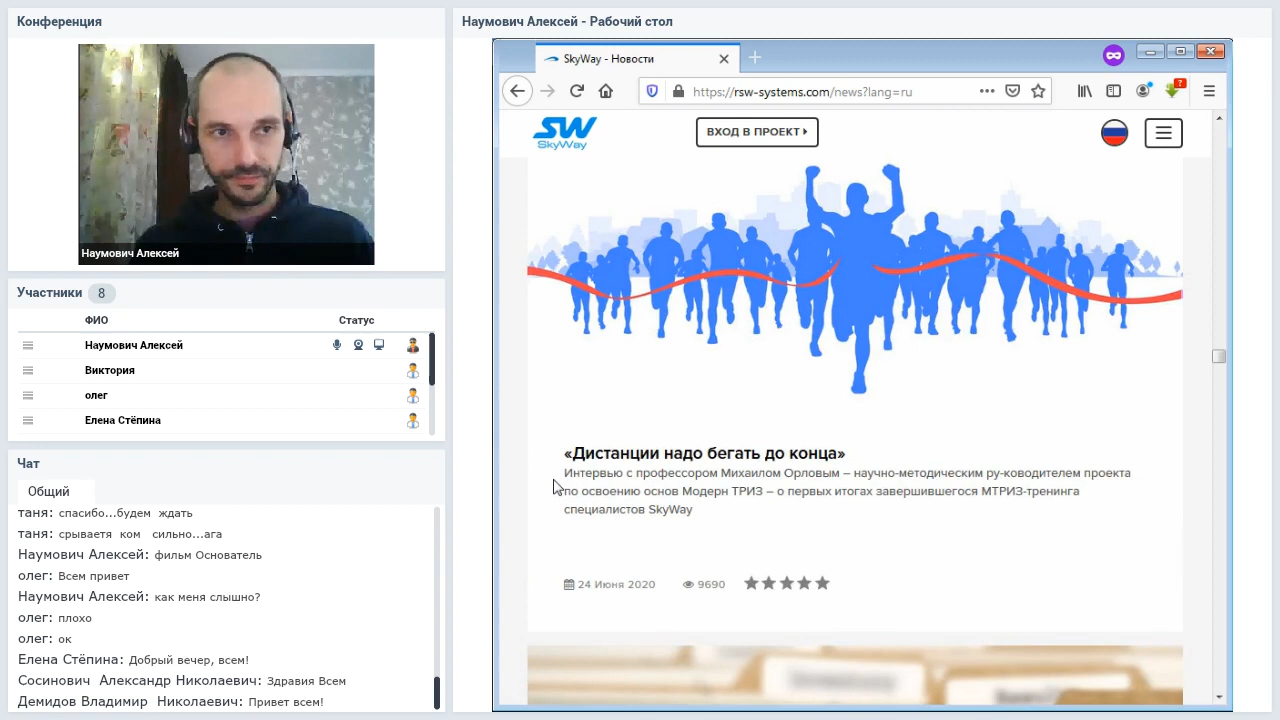 Конференция
Наумович Алексей
Участники 8
ФИО Статус
Наумович Алексей
Виктория
олег
Елена Стёпина
Чат
Общий
таня: спасибо...будем ждать
таня: срываетя ком сильно...ага
Наумович Алексей: фильм Основатель
олег: Всем привет
Наумович Алексей: как меня слышно?
олег: плохо
олег: ок
Елена Стёпина: Добрый вечер, всем!
Сосинович Александр Николаевич: Здравия Всем
Демидов Владимир Николаевич: Привет всем!
Наумович Алексей - Рабочий стол
SkyWay - Новости
https://rsw-systems.com/news?lang=ru
SW
SkyWay
ВХОД В ПРОЕКТ
«Дистанции надо бегать до конца»
Интервью с профессором Михаилом Орловым – научно-методическим ру-ководителем проекта
по освоению основ Модерн ТРИЗ – о первых итогах завершившегося МТРИЗ-тренинга
специалистов SkyWay
24 Июня 2020 9690